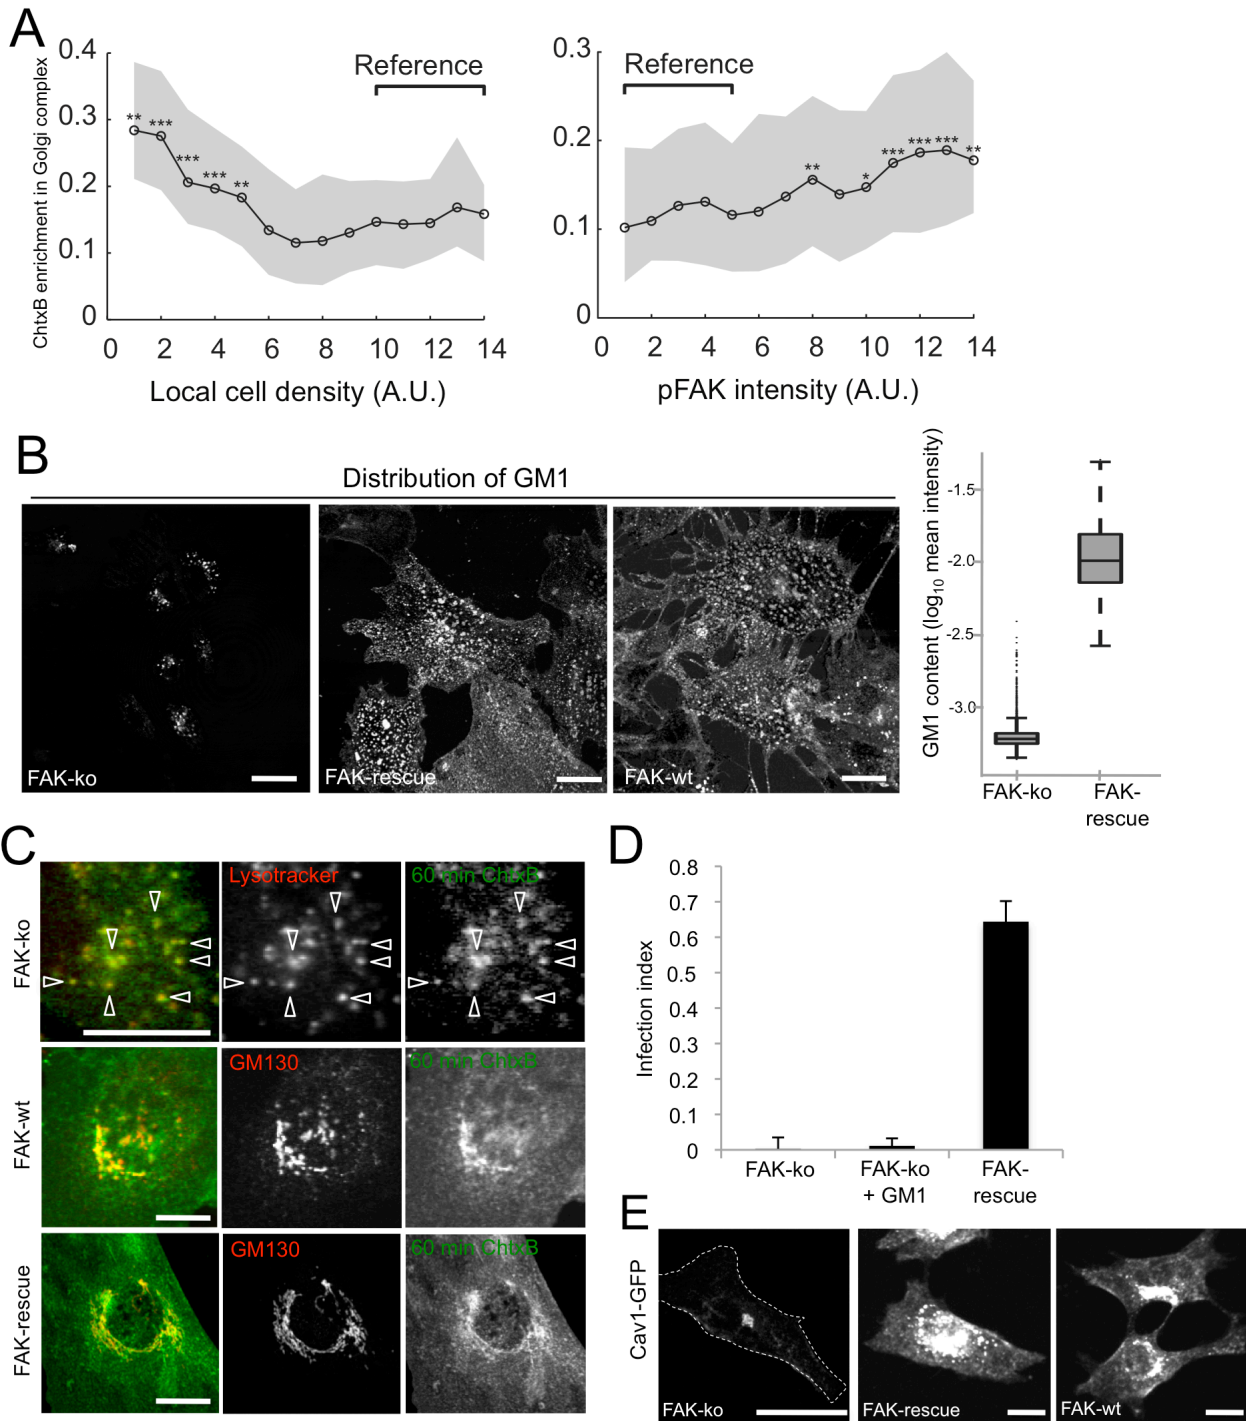 A
ChtxB enrichment in Golgi complex
0.4
0.3
0.2
0.1
0
Reference
**
***
***
***
**
0 2 4 6 8 10 12 14
Local cell density (A.U.)
0.3
0.2
0.1
0
Reference
**
*
***
***
***
**
0 2 4 6 8 10 12 14
pFAK intensity (A.U.)
B
Distribution of GM1
FAK-ko
FAK-rescue
FAK-wt
GM1 content (log10 mean intensity)
-1.5
-2.0
-2.5
-3.0
FAK-ko
FAK-
rescue
C
FAK-ko
Lysotracker
60 min ChtxB
FAK-wt
GM130
60 min ChtxB
FAK-rescue
GM130
60 min ChtxB
D
Infection index
0.8
0.7
0.6
0.5
0.4
0.3
0.2
0.1
0
FAK-ko
FAK-ko
+ GM1
FAK-
rescue
E
Cav1-GFP
FAK-ko
FAK-rescue
FAK-wt